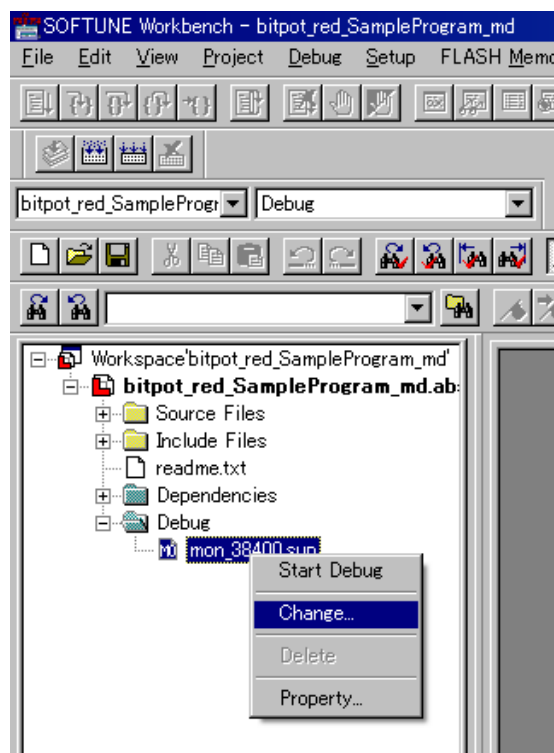 SOFTUNE Workbench - bitpot_red_SampleProgram_md
File Edit View Project Debug Setup FLASH Memo
bitpot_red_SampleProgr Debug
Workspace'bitpot_red_SampleProgram_md'
bitpot_red_SampleProgram_md.ab
Source Files
Include Files
readme.txt
Dependencies
Debug
mon_38400.sup
Start Debug
Change...
Delete
Property...